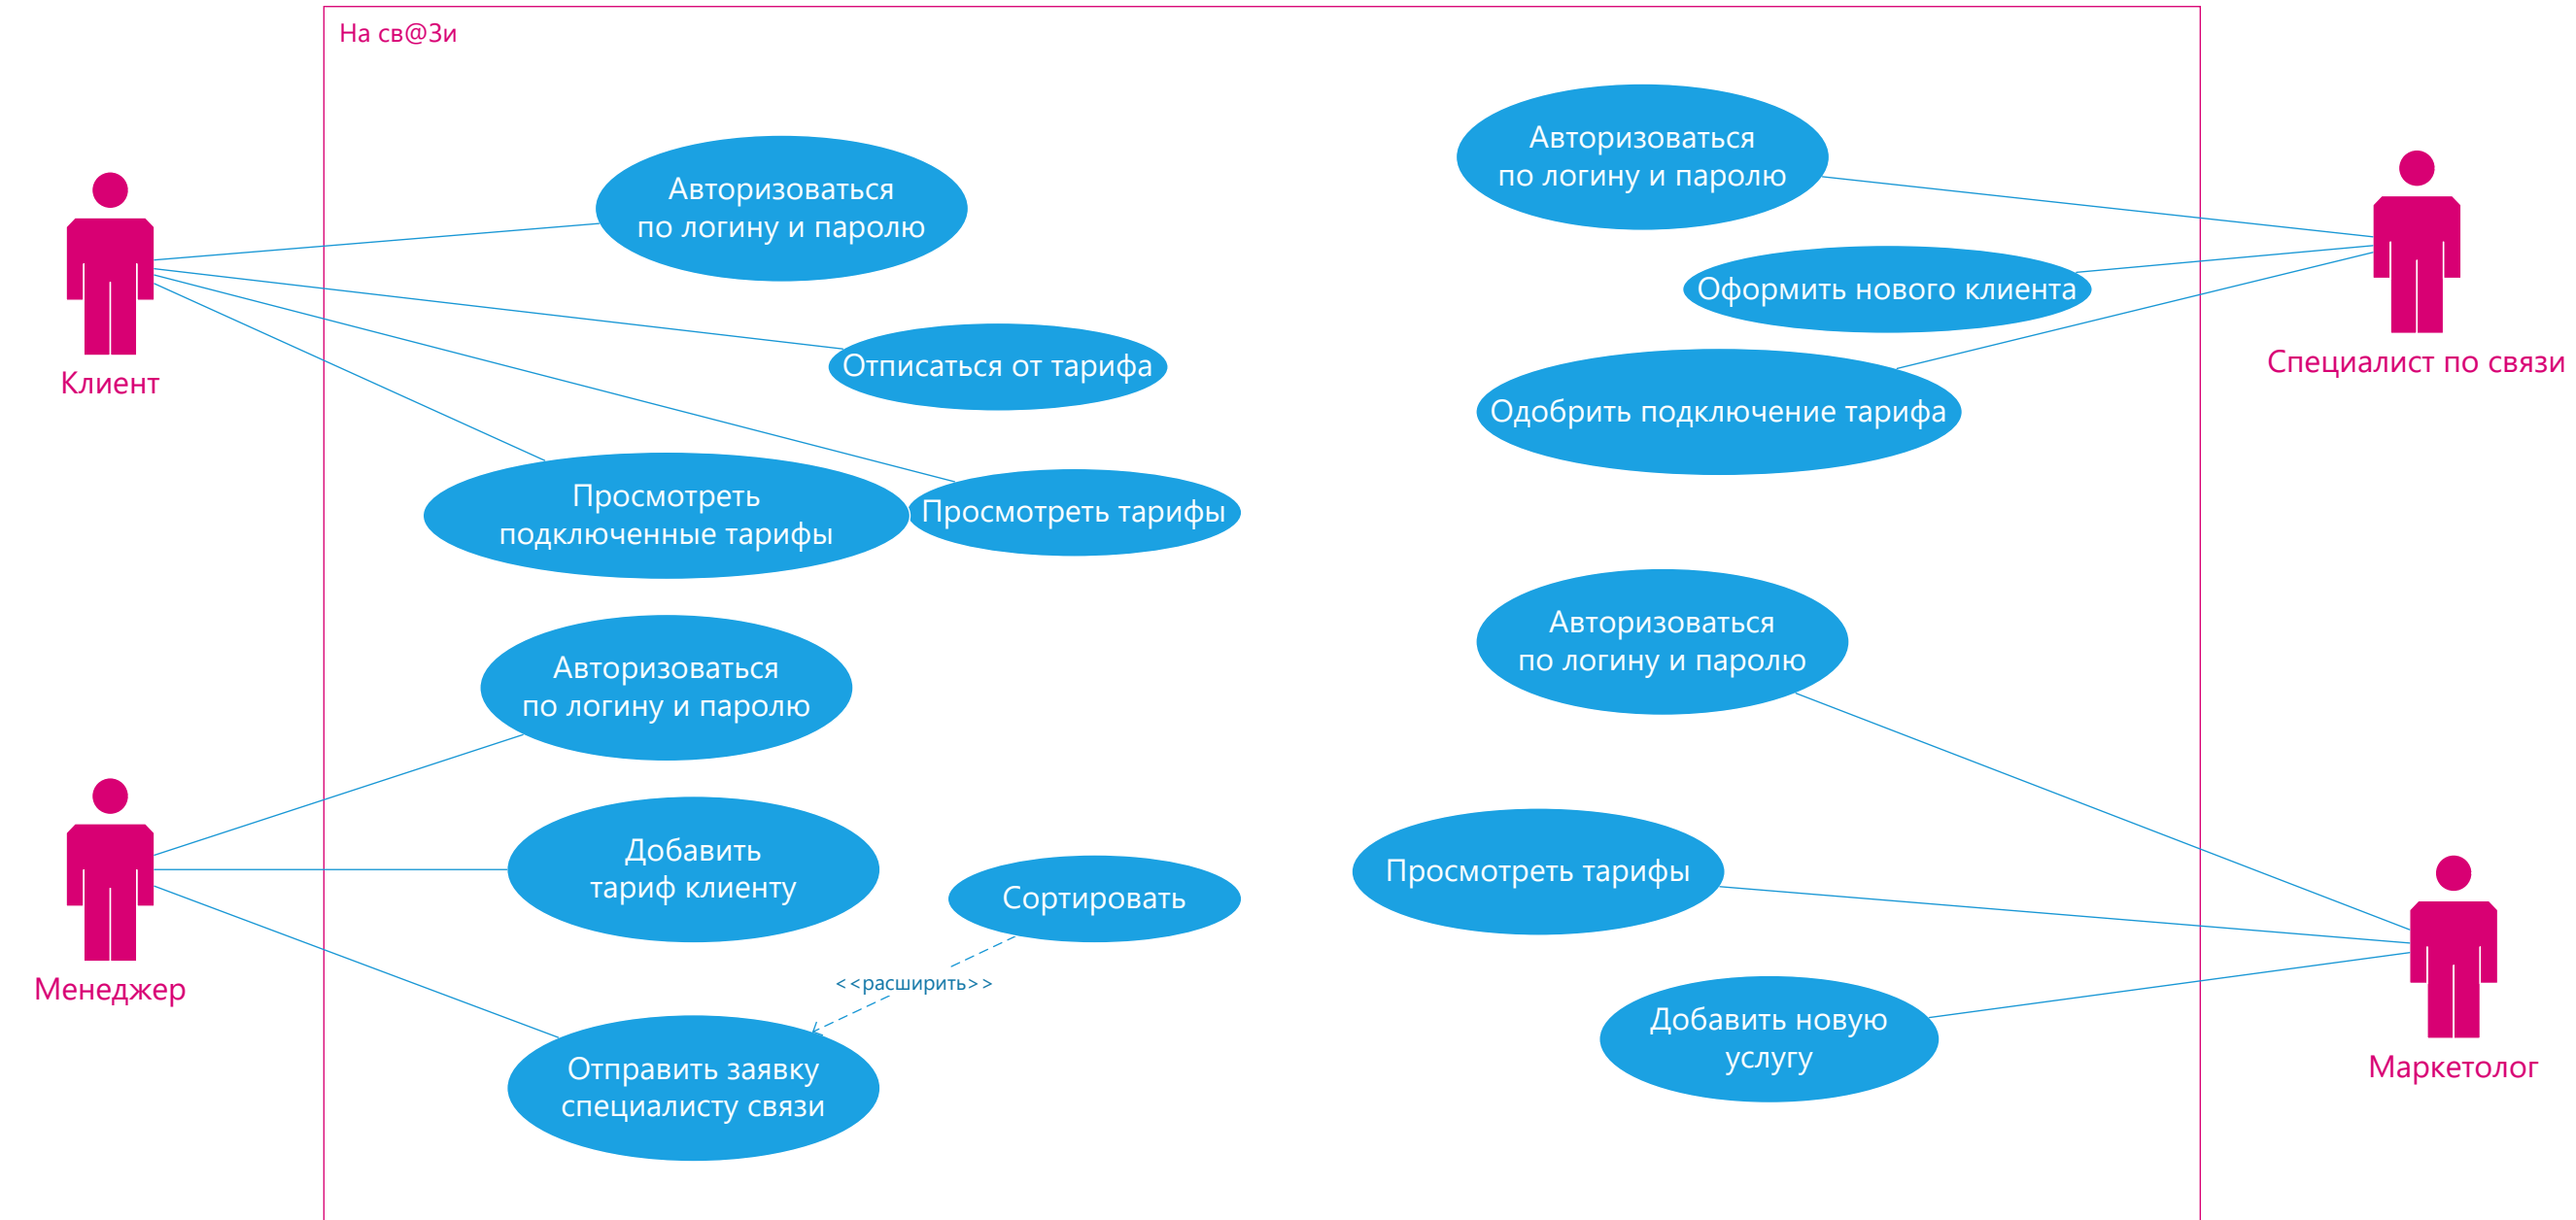 На св@Зи
Авторизоваться
по логину и паролю
Отписаться от тарифа
Клиент
Просмотреть
подключенные тарифы
Просмотреть тарифы
Авторизоваться
по логину и паролю
Добавить
тариф клиенту
Сортировать
<<расширить>>
Менеджер
Отправить заявку
специалисту связи
Авторизоваться
по логину и паролю
Оформить нового клиента
Специалист по связи
Одобрить подключение тарифа
Авторизоваться
по логину и паролю
Просмотреть тарифы
Добавить новую
услугу
Маркетолог